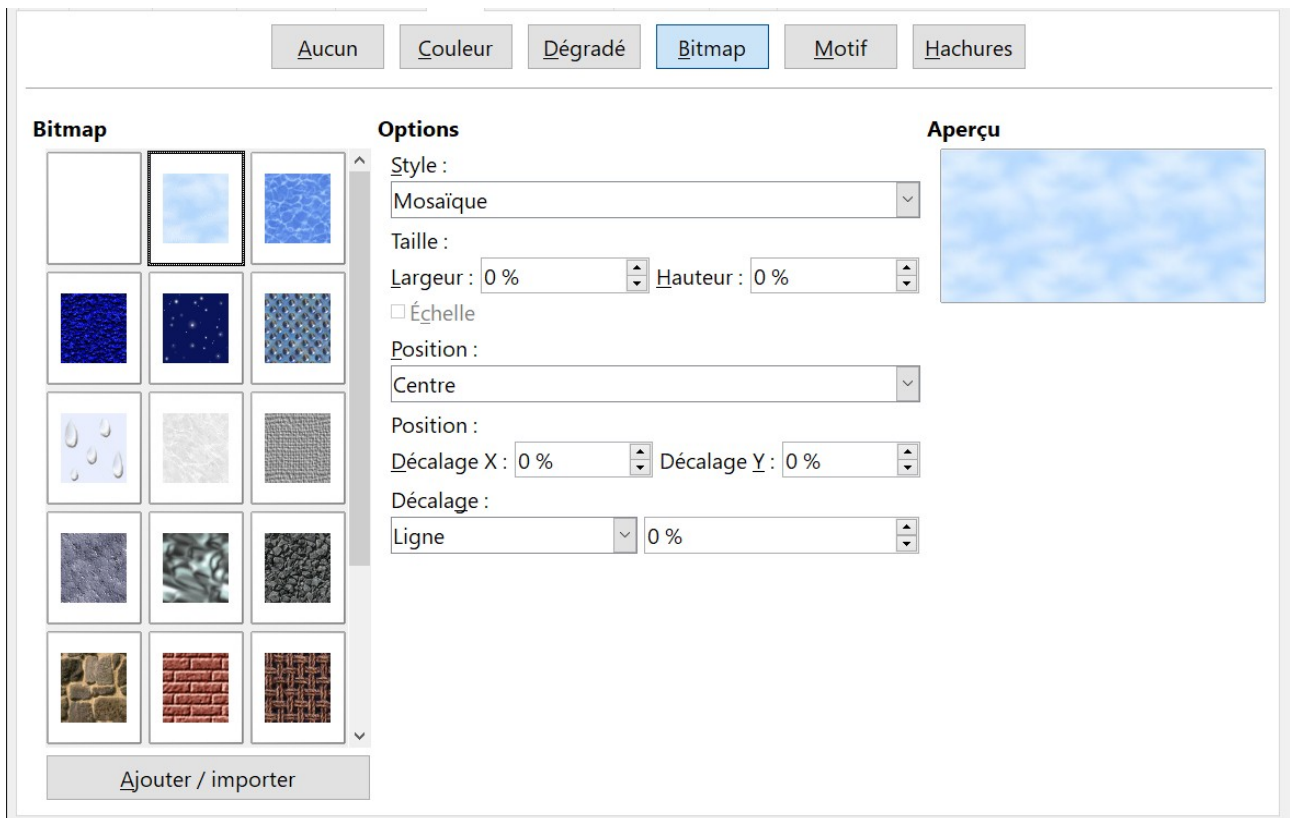 Aucun Couleur Dégradé Bitmap Motif Hachures
Bitmap
Options
Aperçu
Style :
Mosaïque
Taille :
Largeur : 0 % Hauteur : 0 %
Échelle
Position :
Centre
Position :
Décalage X : 0 % Décalage Y : 0 %
Décalage :
Ligne 0 %
Ajouter / importer